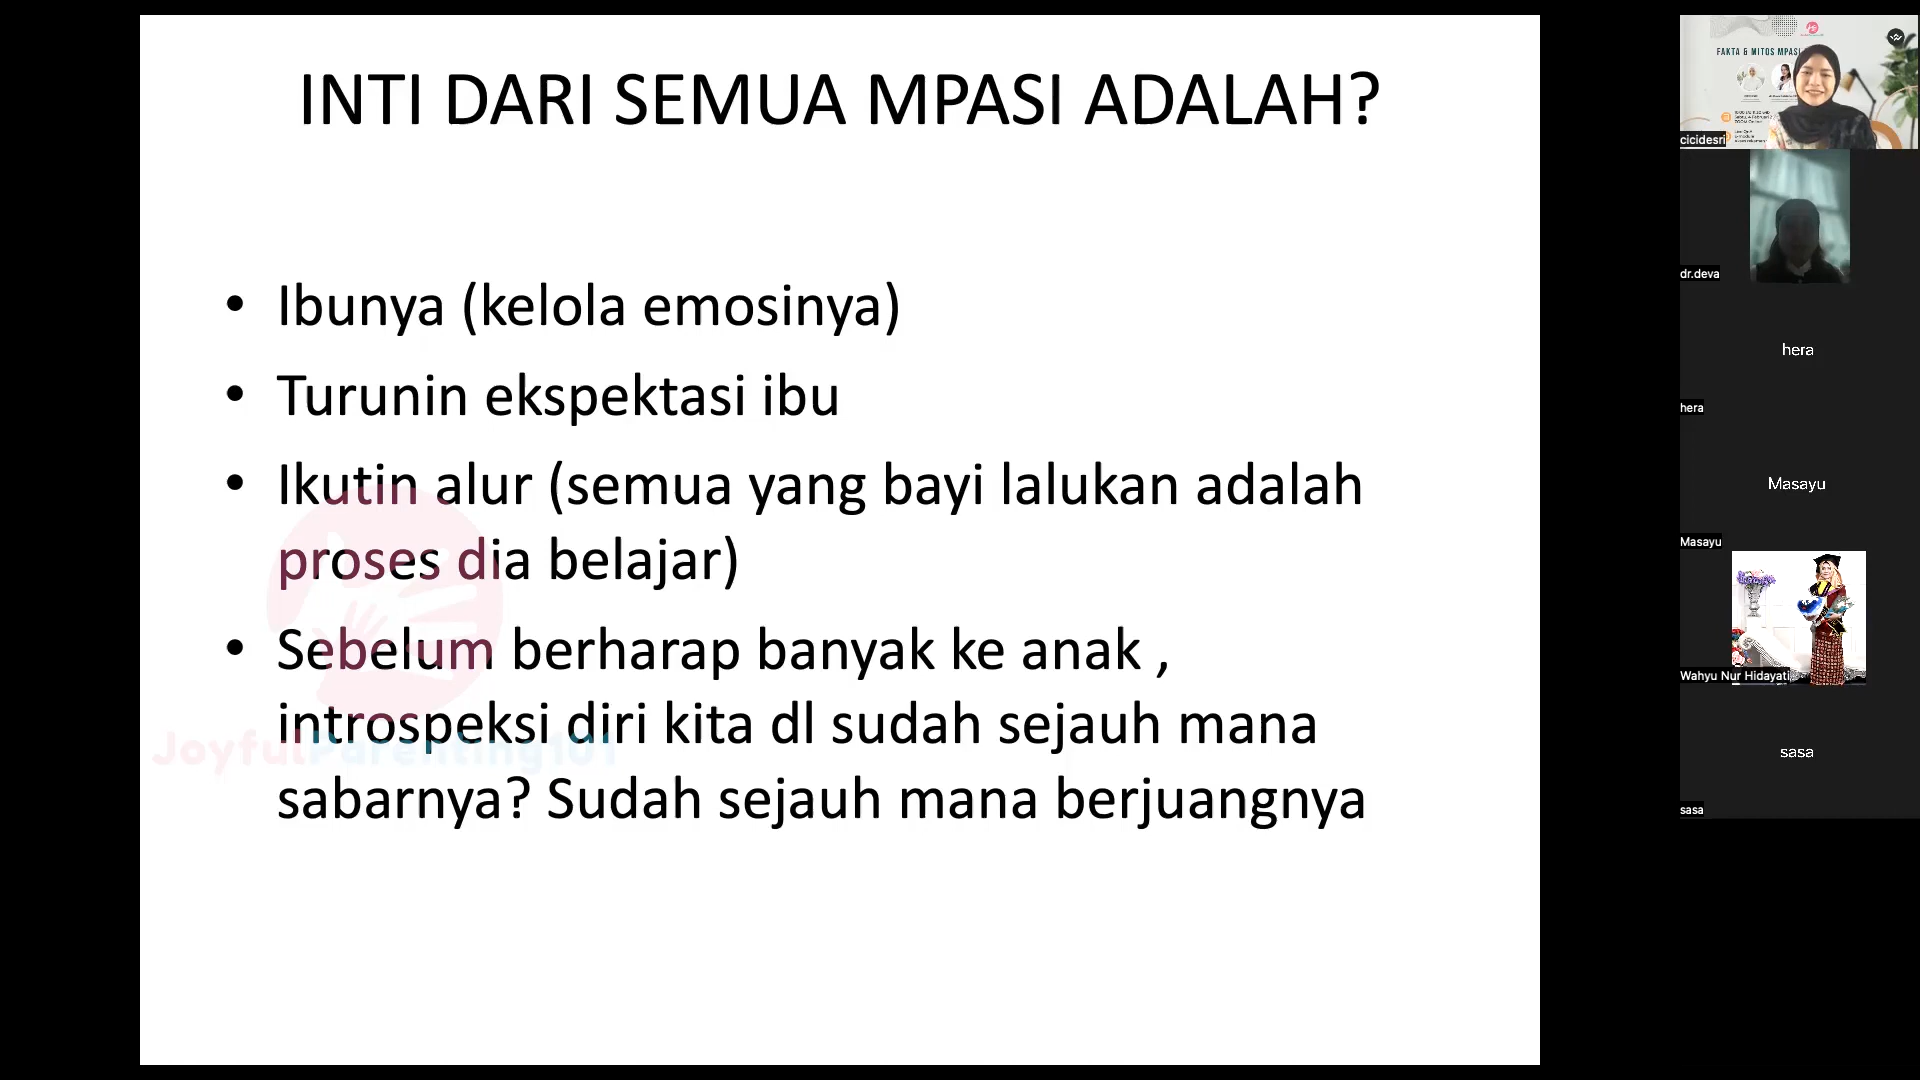 INTI DARI SEMUA MPASI ADALAH?
• Ibunya (kelola emosinya)
• Turunin ekspektasi ibu
• Ikutin alur (semua yang bayi lalukan adalah
proses dia belajar)
• Sebelum berharap banyak ke anak ,
introspeksi diri kita dl sudah sejauh mana
sabarnya? Sudah sejauh mana berjuangnya
JoyfulParenting101
FAKTA & MITOS MPASI
cicidesri
dr.deva
hera
hera
Masayu
Masayu
Wahyu Nur Hidayati
sasa
sasa